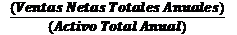 (Ventas Netas Totales Anuales)
(Activo Total Anual)